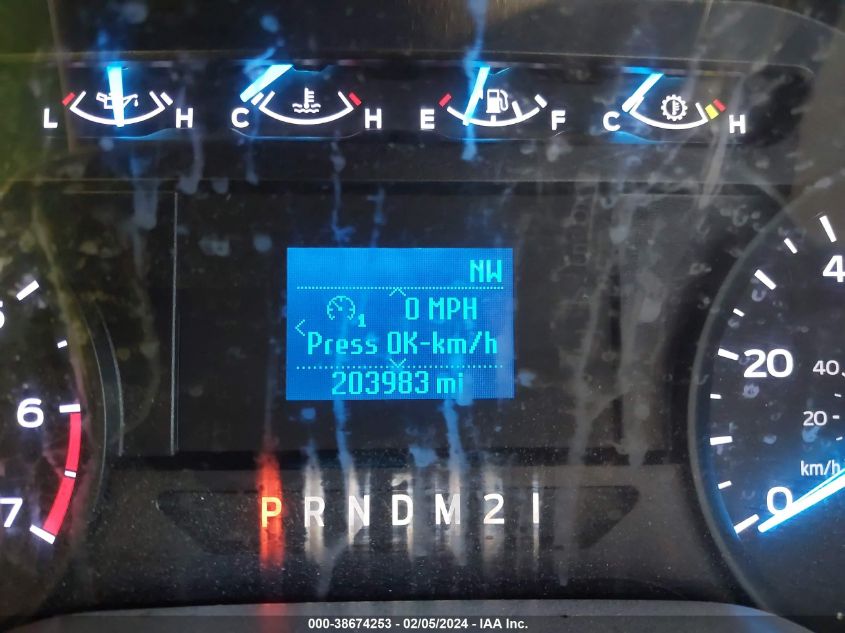 L H C H E F C H
NW
0 MPH
1
Press OK-km/h
203983 mi
4
20 40
6 20
km/h
7 0
P R N D M 2 1
000-38674253 - 02/05/2024 - IAA Inc.